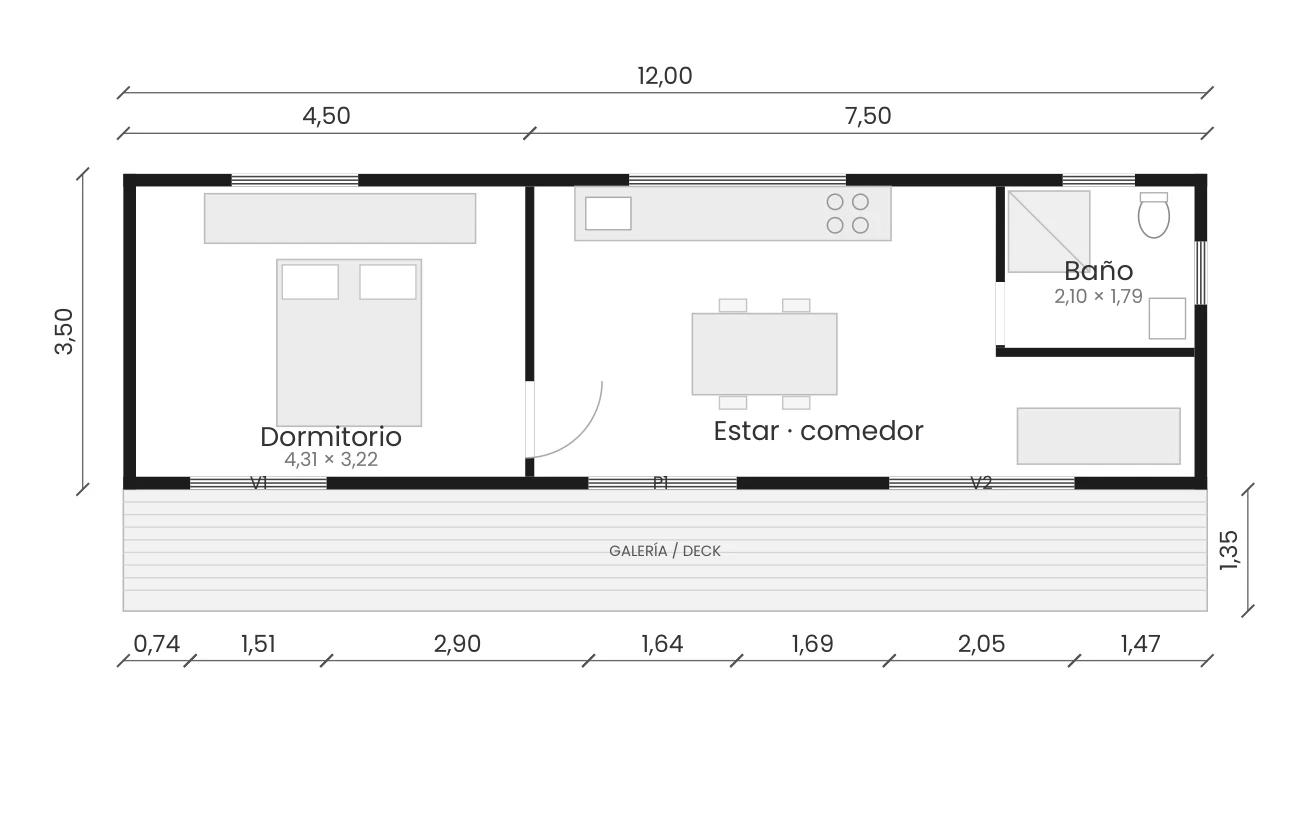 12,00
4,50
7,50
3,50
Baño
2,10 × 1,79
Dormitorio
4,31 × 3,22
Estar · comedor
V1
P1
V2
GALERÍA / DECK
1,35
0,74
1,51
2,90
1,64
1,69
2,05
1,47